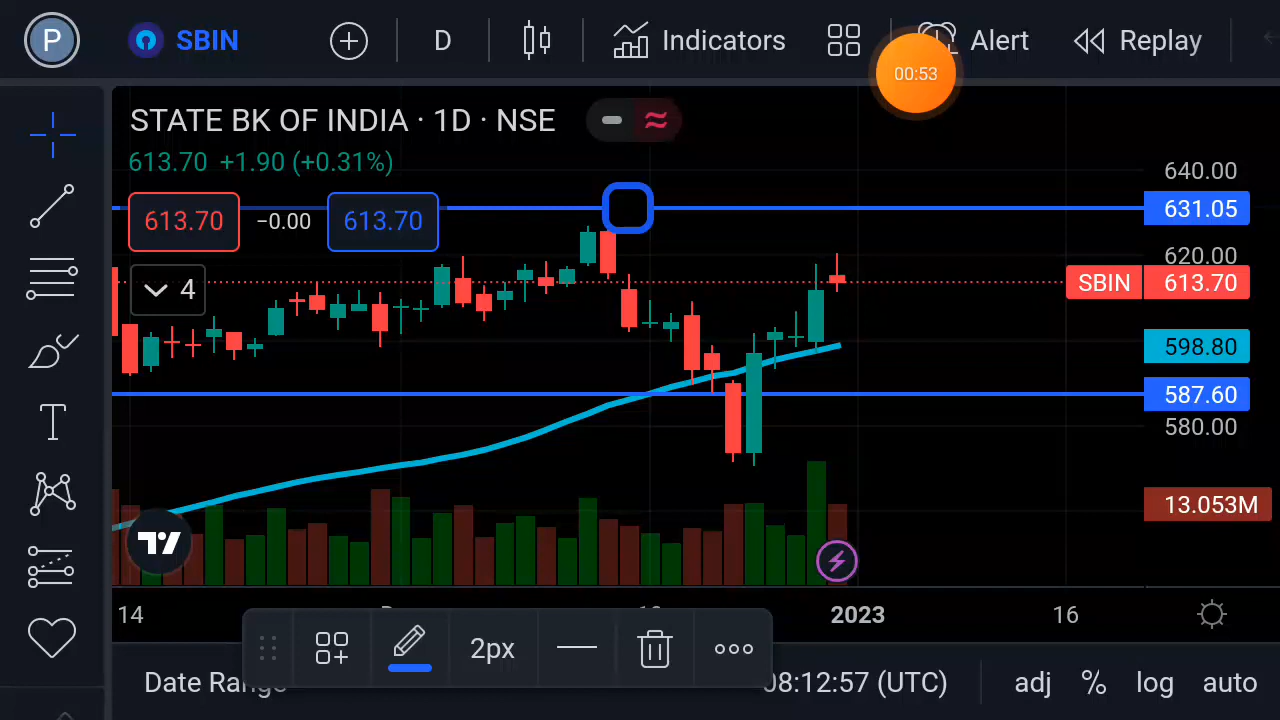 P SBIN D Indicators Alert Replay
00:53
STATE BK OF INDIA · 1D · NSE
613.70 +1.90 (+0.31%)
613.70 −0.00 613.70
4
640.00
631.05
620.00
SBIN 613.70
598.80
587.60
580.00
13.053M
T
14 2023 16
2px
Date Range 08:12:57 (UTC) adj % log auto